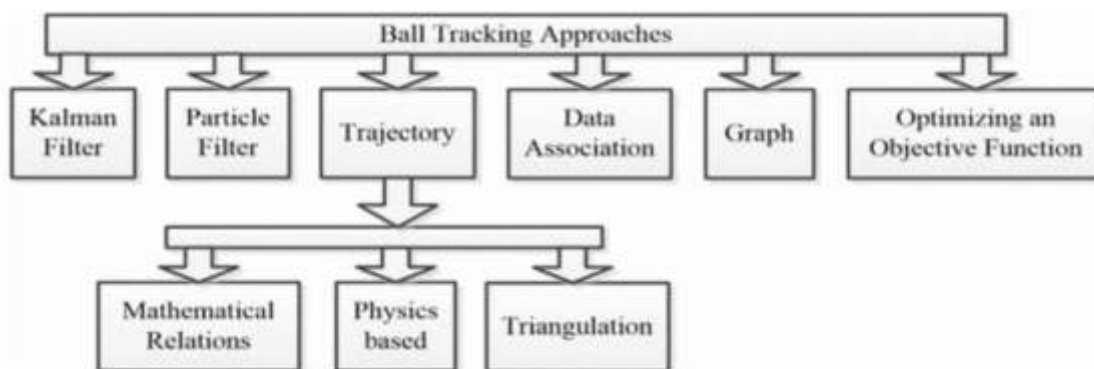 Ball Tracking Approaches
Kalman
Filter
Particle
Filter
Trajectory
Data
Association
Graph
Optimizing an
Objective Function
Mathematical
Relations
Physics
based
Triangulation